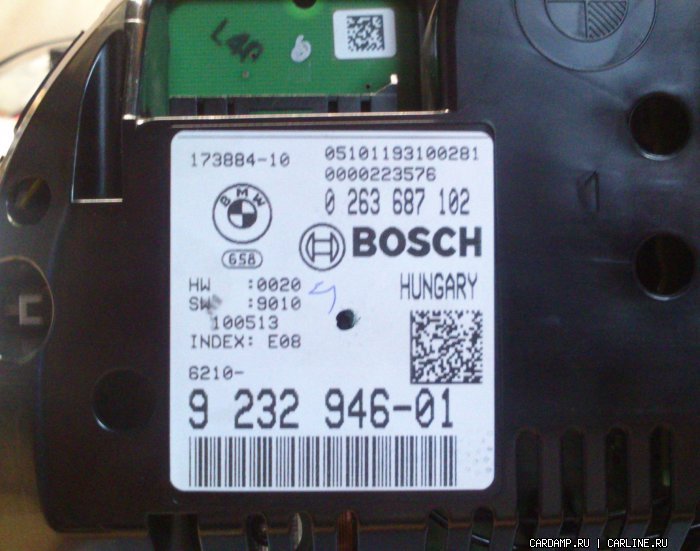 L4P
173884-10
05101193100281
0000223576
0 263 687 102
BMW
658
BOSCH
HW :0020
SW :9010
HUNGARY
100513
INDEX: E08
6210-
9 232 946-01
CARDAMP.RU | CARLINE.RU